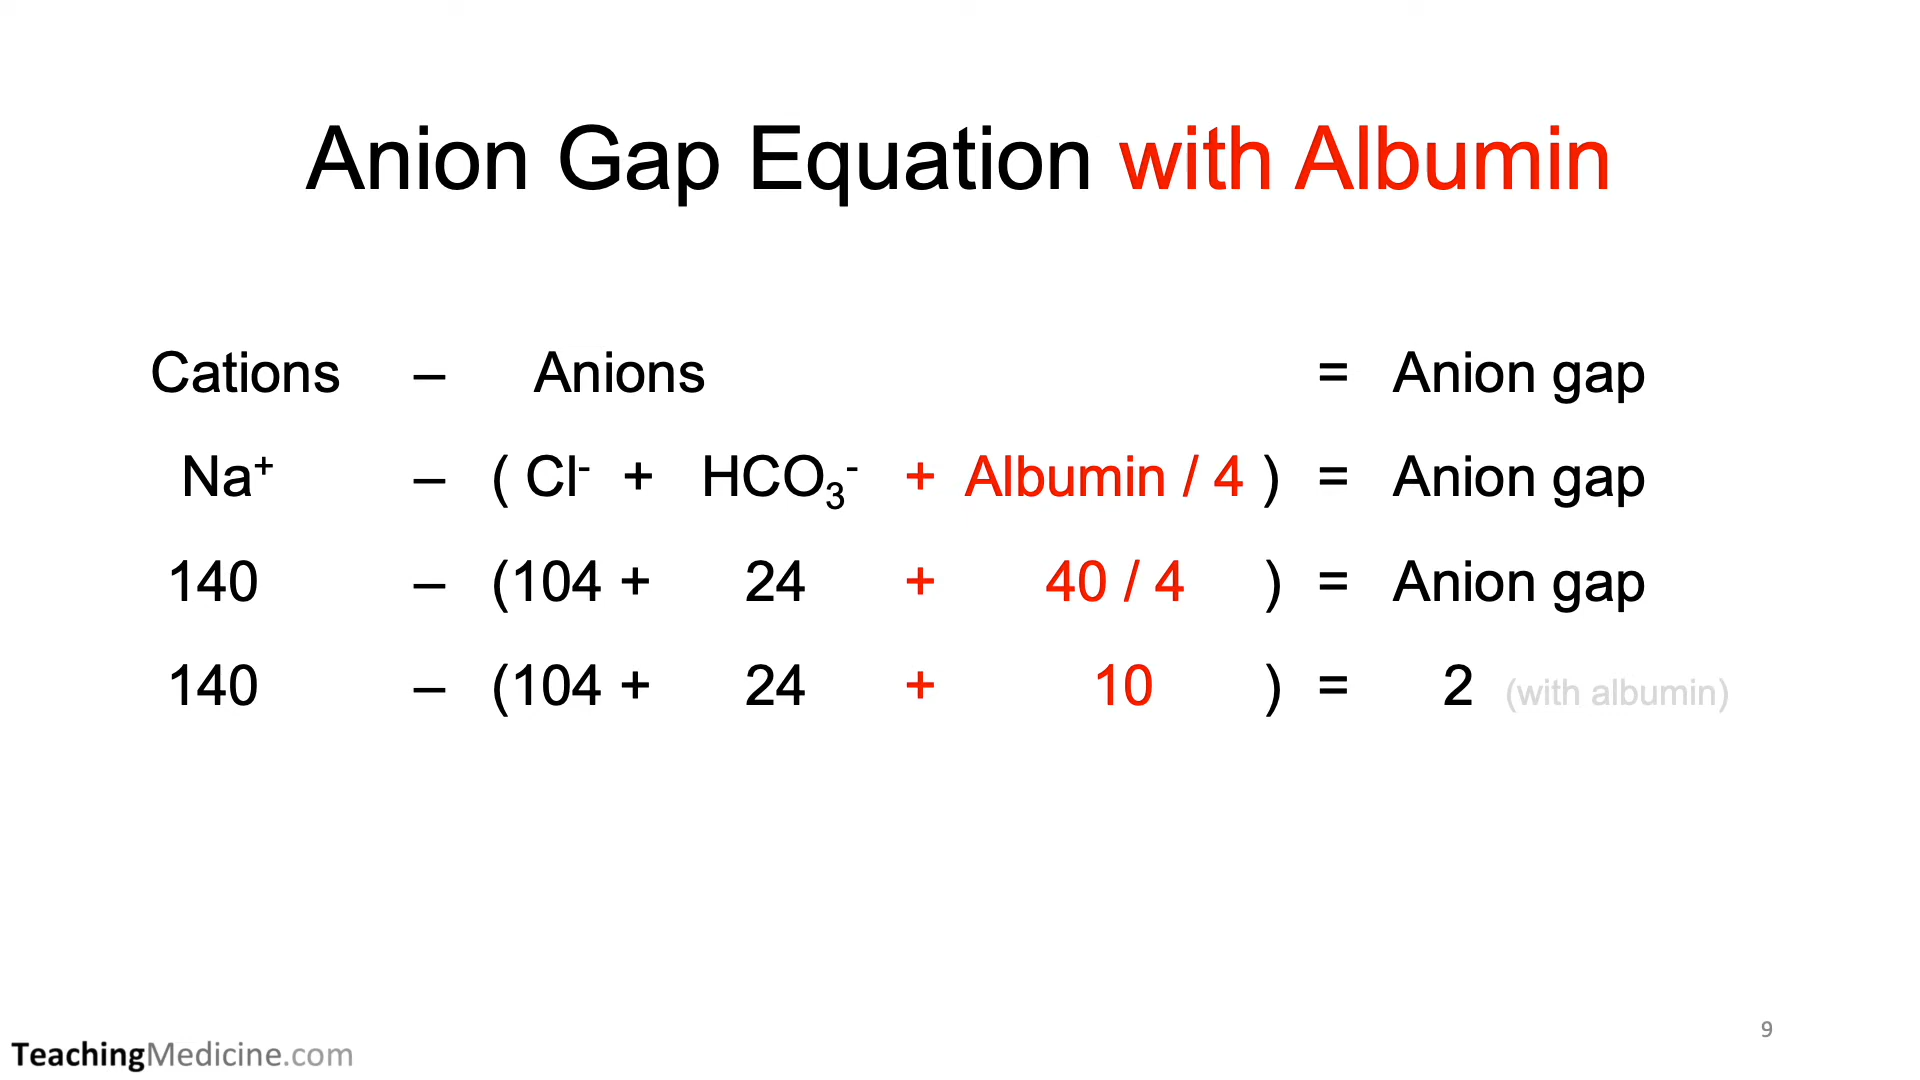 Anion Gap Equation with Albumin
Cations – Anions = Anion gap
Na⁺ – ( Cl⁻ + HCO₃⁻ + Albumin / 4 ) = Anion gap
140 – (104 + 24 + 40 / 4 ) = Anion gap
140 – (104 + 24 + 10 ) = 2 (with albumin)
9
TeachingMedicine.com